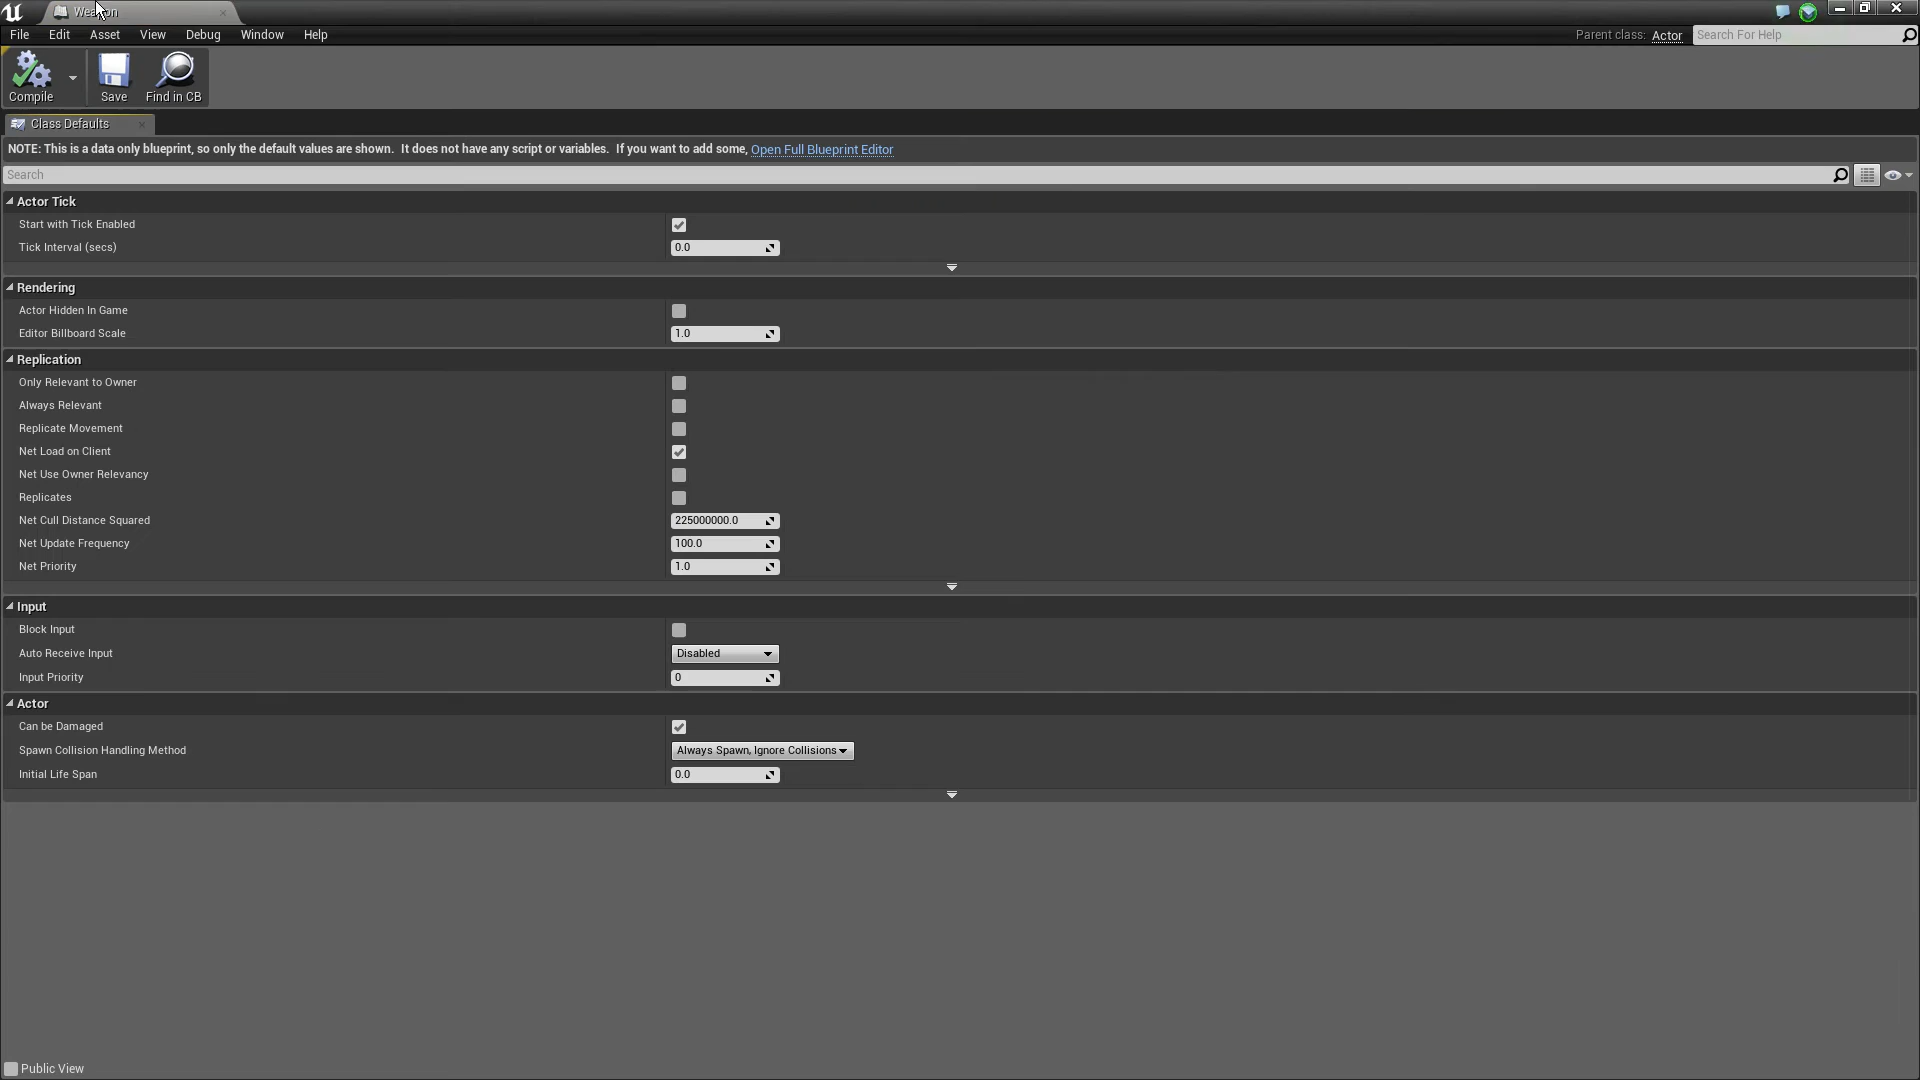 Weapon
File Edit Asset View Debug Window Help Parent class: Actor Search For Help
Compile Save Find in CB
Class Defaults
NOTE: This is a data only blueprint, so only the default values are shown. It does not have any script or variables. If you want to add some, Open Full Blueprint Editor
Search
Actor Tick
Start with Tick Enabled
Tick Interval (secs) 0.0
Rendering
Actor Hidden In Game
Editor Billboard Scale 1.0
Replication
Only Relevant to Owner
Always Relevant
Replicate Movement
Net Load on Client
Net Use Owner Relevancy
Replicates
Net Cull Distance Squared 225000000.0
Net Update Frequency 100.0
Net Priority 1.0
Input
Block Input
Auto Receive Input Disabled
Input Priority 0
Actor
Can be Damaged
Spawn Collision Handling Method Always Spawn, Ignore Collisions
Initial Life Span 0.0
Public View